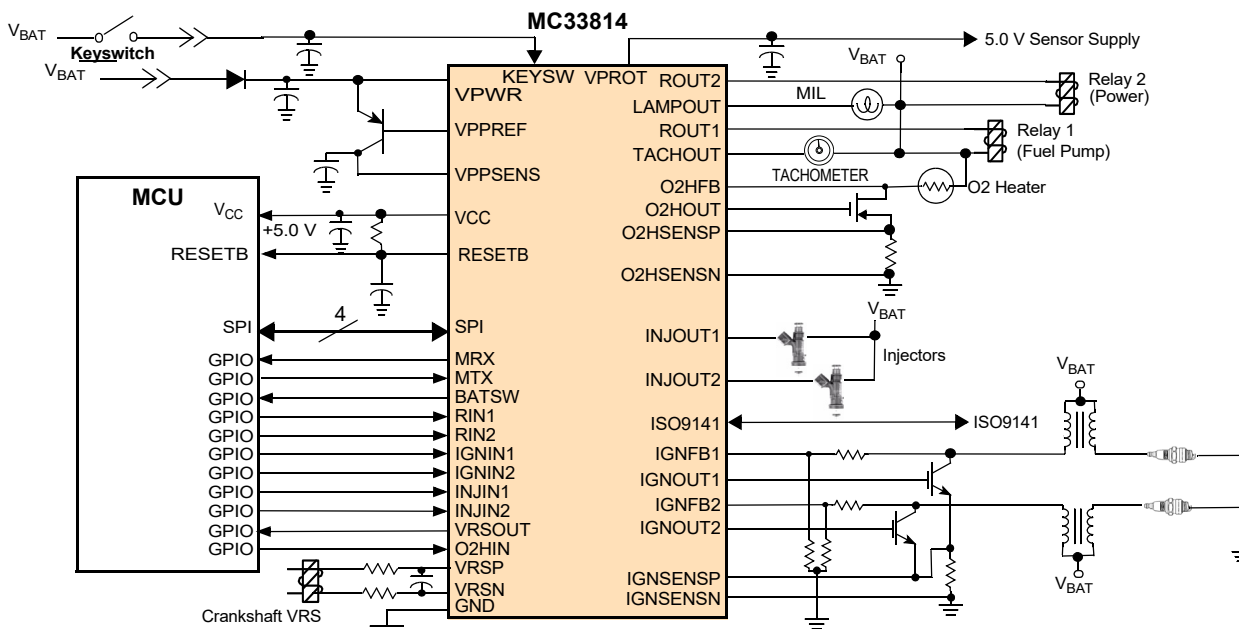 MC33814
VBAT
Keyswitch
VBAT
5.0 V Sensor Supply
VBAT
KEYSW
VPROT
VPWR
VPPREF
VPPSENS
VCC
RESETB
SPI
MRX
MTX
BATSW
RIN1
RIN2
IGNIN1
IGNIN2
INJIN1
INJIN2
VRSOUT
O2HIN
VRSP
VRSN
GND
ROUT2
LAMPOUT
ROUT1
TACHOUT
O2HFB
O2HOUT
O2HSENSP
O2HSENSN
INJOUT1
INJOUT2
ISO9141
IGNFB1
IGNOUT1
IGNFB2
IGNOUT2
IGNSENSP
IGNSENSN
MCU
VCC
+5.0 V
RESETB
SPI
4
GPIO
GPIO
GPIO
GPIO
GPIO
GPIO
GPIO
GPIO
GPIO
GPIO
GPIO
Crankshaft VRS
MIL
Relay 2
(Power)
Relay 1
(Fuel Pump)
TACHOMETER
O2 Heater
VBAT
Injectors
ISO9141
VBAT
VBAT